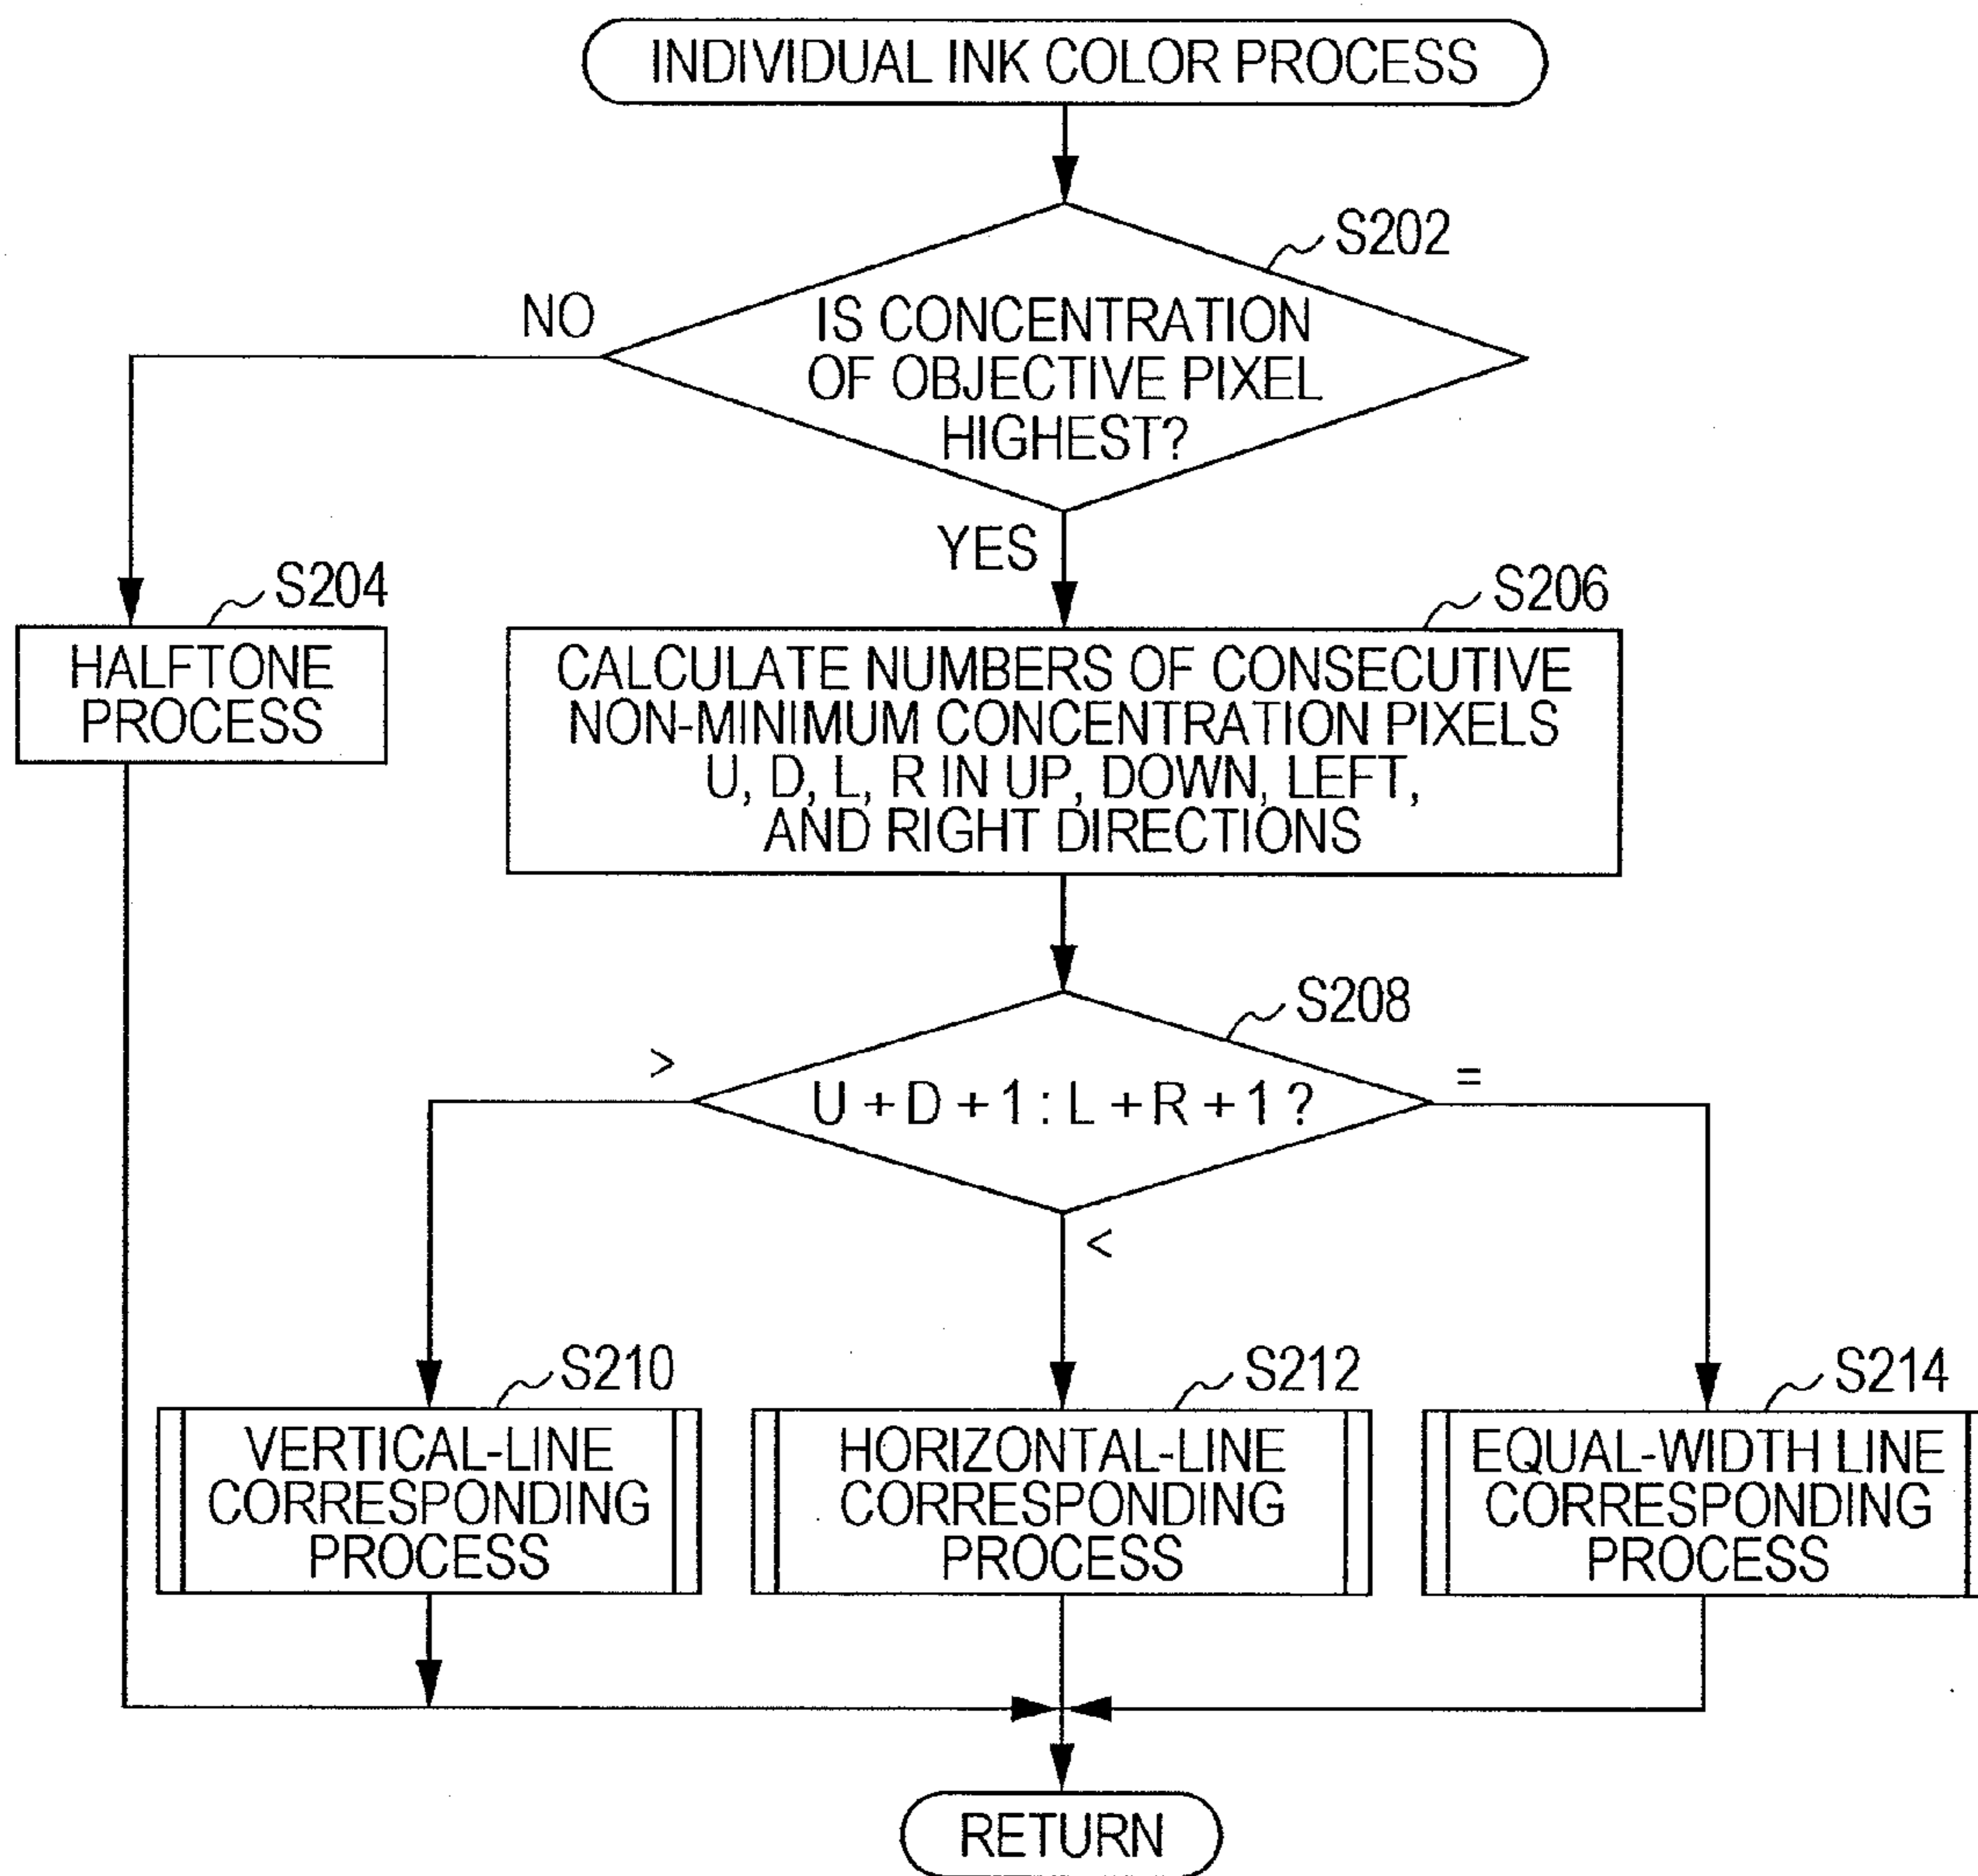 INDIVIDUAL INK COLOR PROCESS
S202
IS CONCENTRATION
OF OBJECTIVE PIXEL
HIGHEST?
NO
YES
S204
HALFTONE
PROCESS
S206
CALCULATE NUMBERS OF CONSECUTIVE
NON-MINIMUM CONCENTRATION PIXELS
U, D, L, R IN UP, DOWN, LEFT,
AND RIGHT DIRECTIONS
S208
U + D + 1 : L + R + 1 ?
>
=
<
S210
VERTICAL-LINE
CORRESPONDING
PROCESS
S212
HORIZONTAL-LINE
CORRESPONDING
PROCESS
S214
EQUAL-WIDTH LINE
CORRESPONDING
PROCESS
RETURN